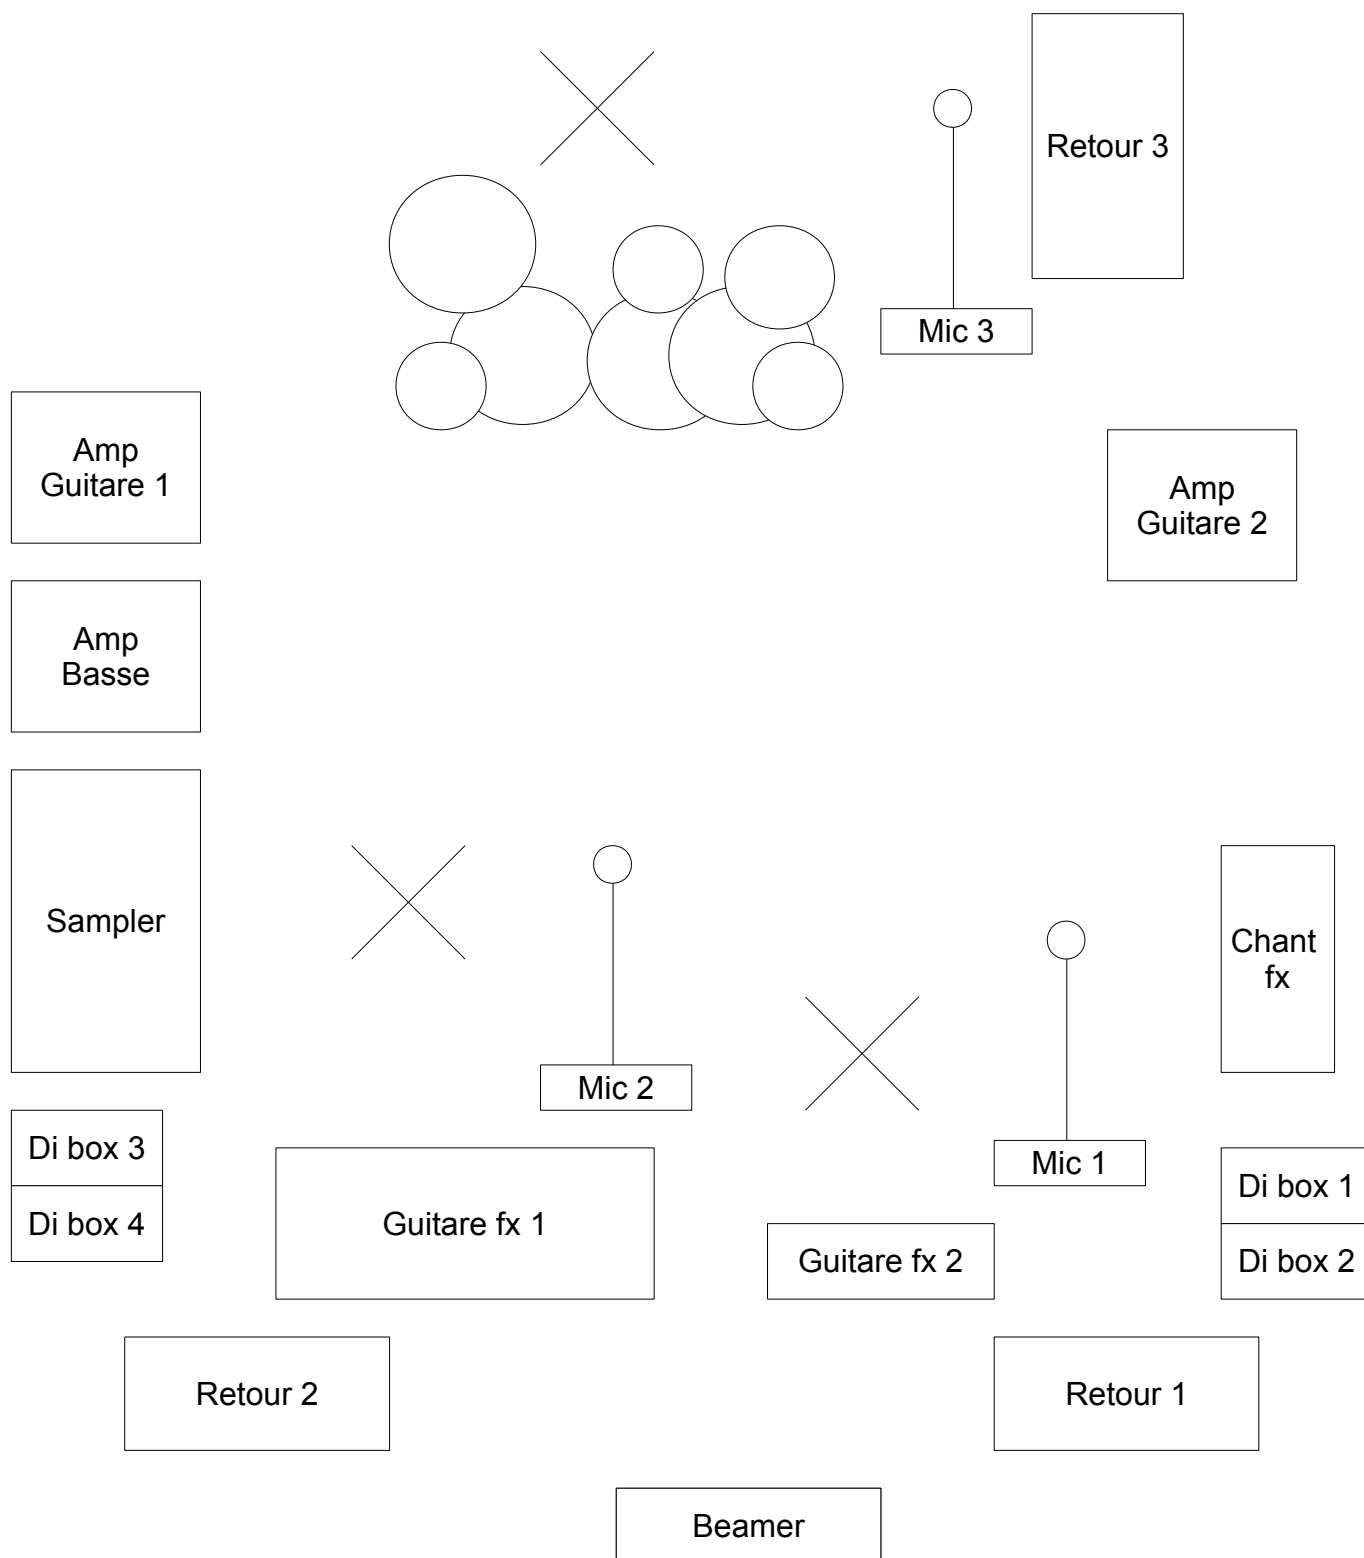 Retour 3
Mic 3
Amp
Guitare 1
Amp
Guitare 2
Amp
Basse
Sampler
Chant
fx
Mic 2
Mic 1
Di box 3
Di box 4
Guitare fx 1
Guitare fx 2
Di box 1
Di box 2
Retour 2
Retour 1
Beamer